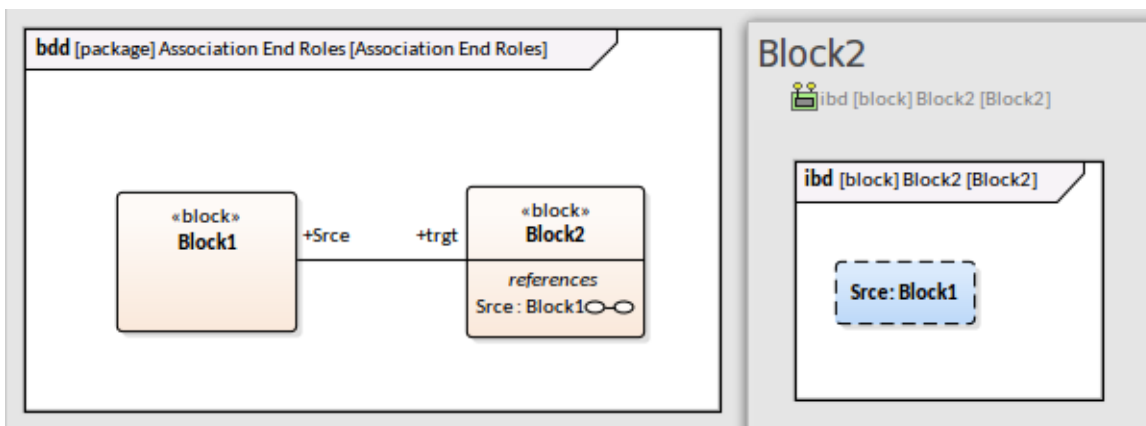 bdd [package] Association End Roles [Association End Roles]
«block»
Block1
+Srce
+trgt
«block»
Block2
references
Srce : Block1
Block2
ibd [block] Block2 [Block2]
ibd [block] Block2 [Block2]
Srce: Block1